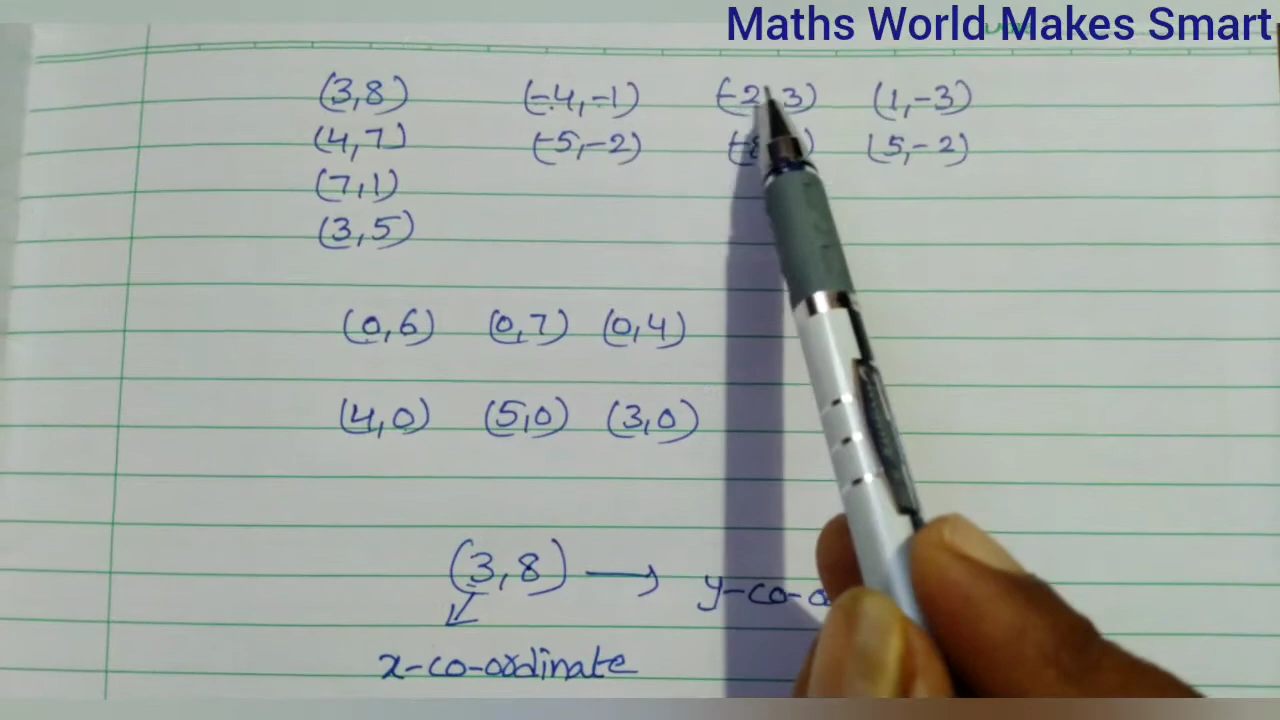 Maths World Makes Smart
(3,8) (-4,-1) (-2,3) (1,-3)
(4,7) (-5,-2) (5,-2)
(7,1)
(3,5)
(0,6) (0,7) (0,4)
(4,0) (5,0) (3,0)
(3,8) → y-co-o
x-co-ordinate